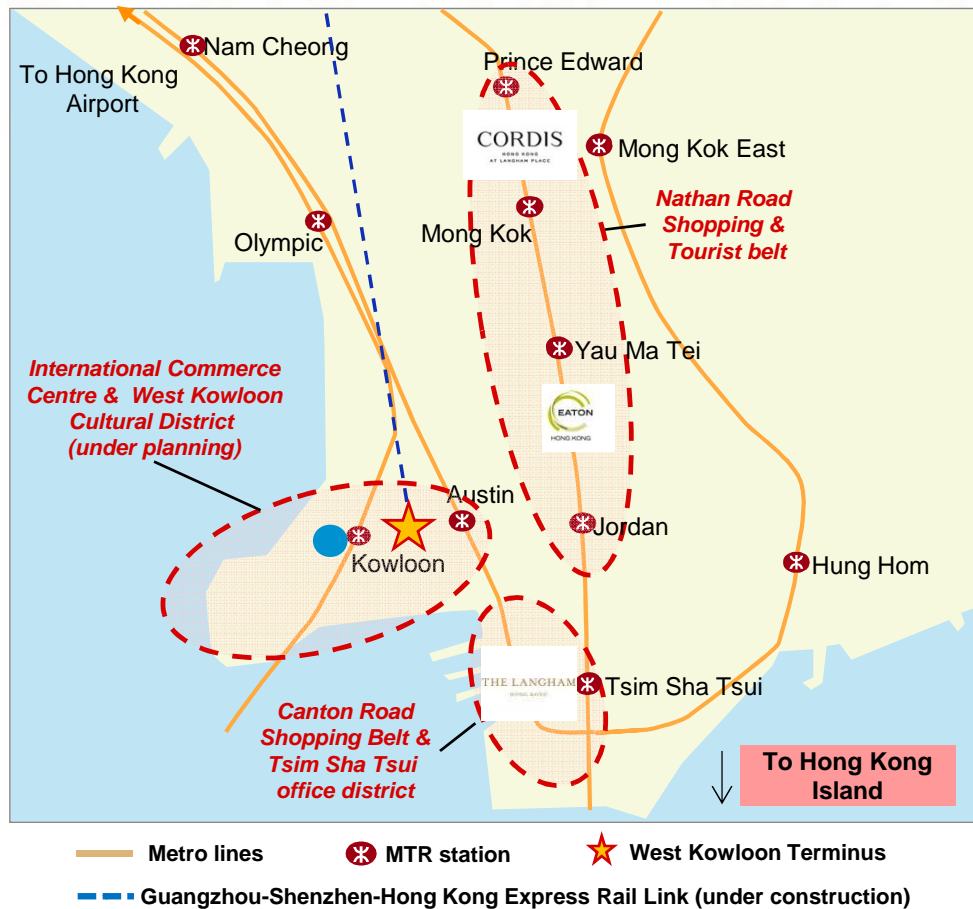 Nam Cheong
To Hong Kong
Airport
Prince Edward
CORDIS
HONG KONG
AT LANGHAM PLACE
Mong Kok East
Nathan Road
Shopping &
Tourist belt
Mong Kok
Olympic
Yau Ma Tei
International Commerce
Centre & West Kowloon
Cultural District
(under planning)
EATON
HONG KONG
Austin
Jordan
Kowloon
Hung Hom
THE LANGHAM
HONG KONG
Tsim Sha Tsui
Canton Road
Shopping Belt &
Tsim Sha Tsui
office district
To Hong Kong
Island
Metro lines
MTR station
West Kowloon Terminus
Guangzhou-Shenzhen-Hong Kong Express Rail Link (under construction)